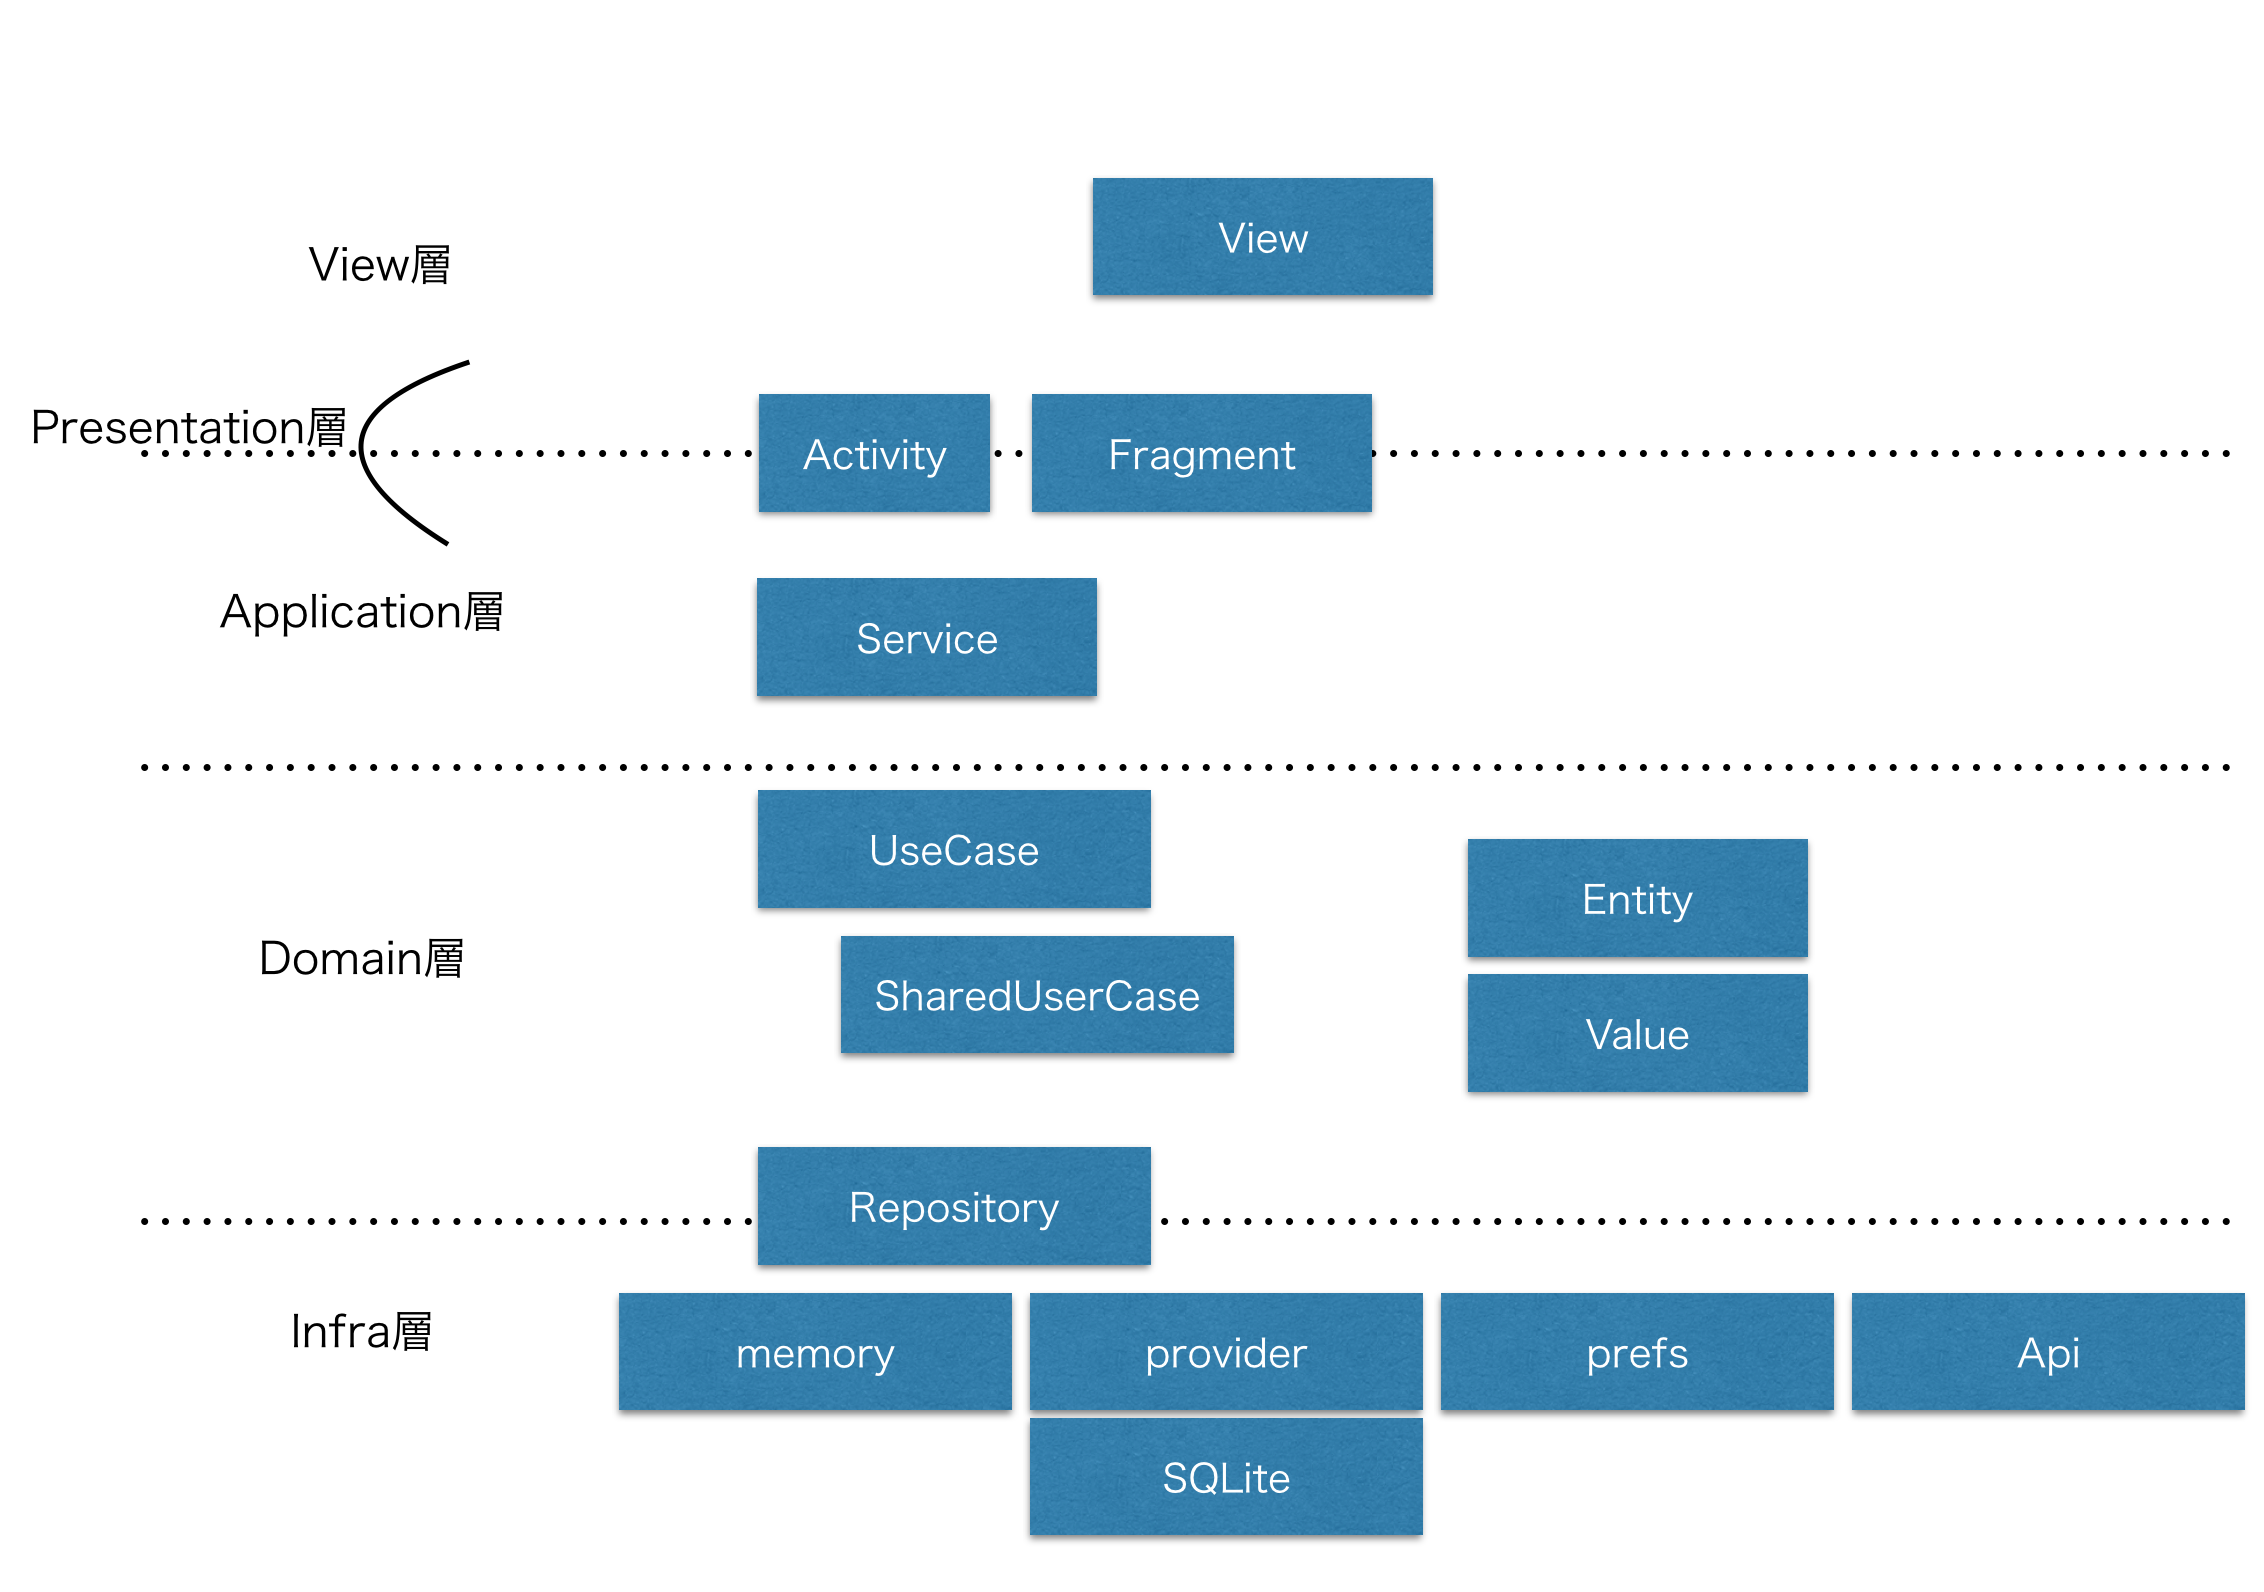 View層
View
Presentation層
Activity
Fragment
Application層
Service
UseCase
Entity
Domain層
SharedUserCase
Value
Repository
Infra層
memory
provider
prefs
Api
SQLite